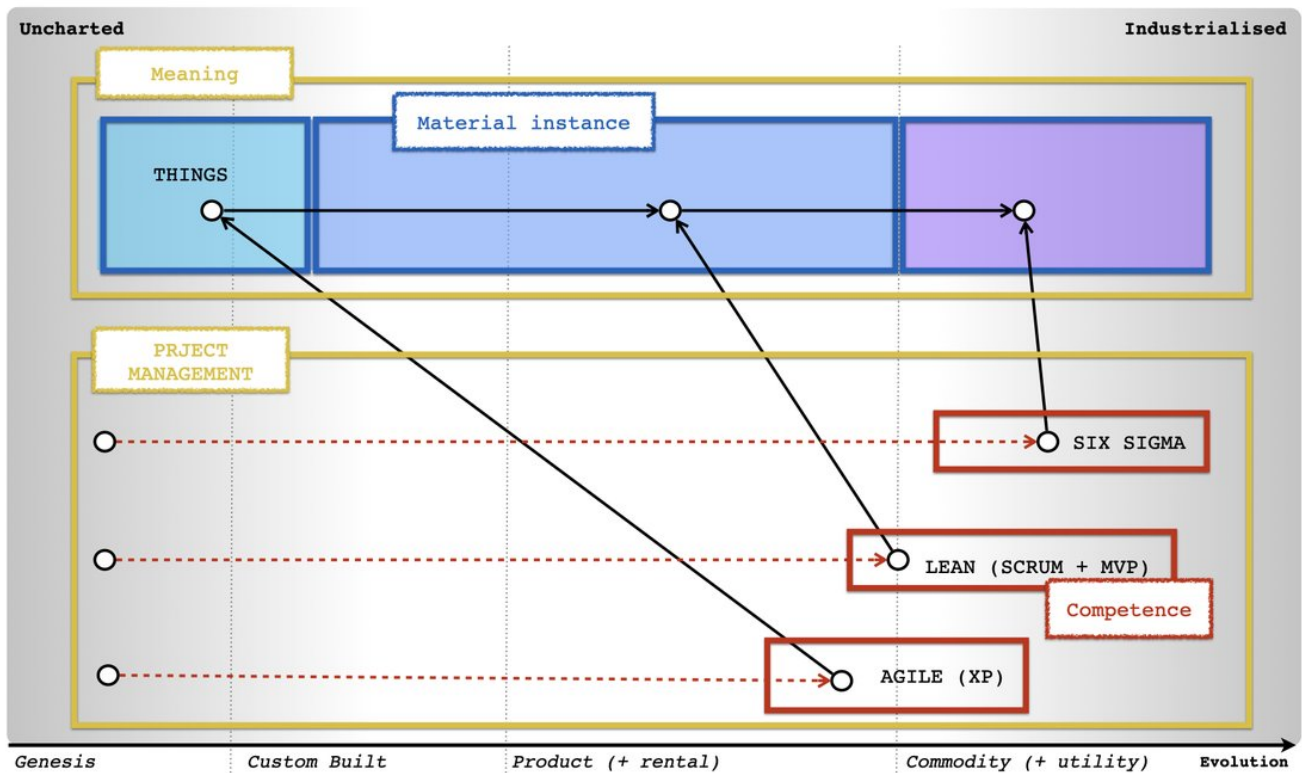 Uncharted
Industrialised
Meaning
Material instance
THINGS
PRJECT
MANAGEMENT
SIX SIGMA
LEAN (SCRUM + MVP)
Competence
AGILE (XP)
Genesis
Custom Built
Product (+ rental)
Commodity (+ utility)
Evolution